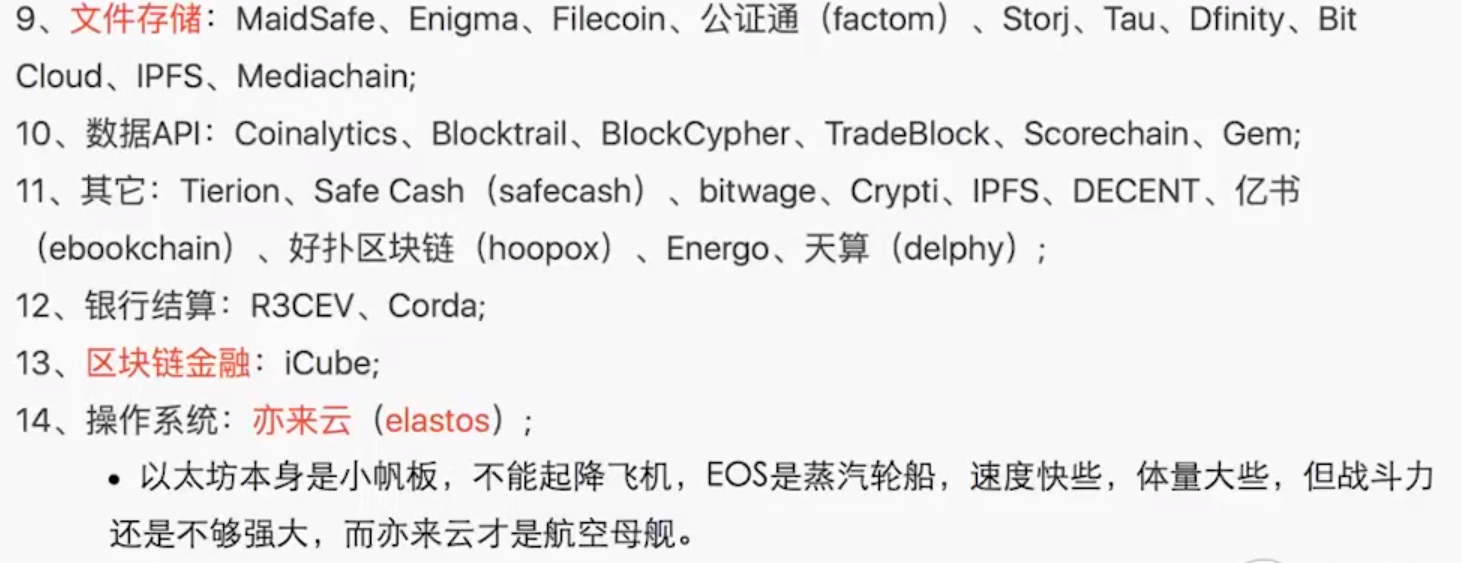 9、文件存储：MaidSafe、Enigma、Filecoin、公证通（factom）、Storj、Tau、Dfinity、Bit
Cloud、IPFS、Mediachain;
10、数据API：Coinalytics、Blocktrail、BlockCypher、TradeBlock、Scorechain、Gem;
11、其它：Tierion、Safe Cash（safecash）、bitwage、Crypti、IPFS、DECENT、亿书
（ebookchain）、好扑区块链（hoopox）、Energo、天算（delphy）;
12、银行结算：R3CEV、Corda;
13、区块链金融：iCube;
14、操作系统：亦来云（elastos）;
• 以太坊本身是小帆板，不能起降飞机，EOS是蒸汽轮船，速度快些，体量大些，但战斗力
还是不够强大，而亦来云才是航空母舰。